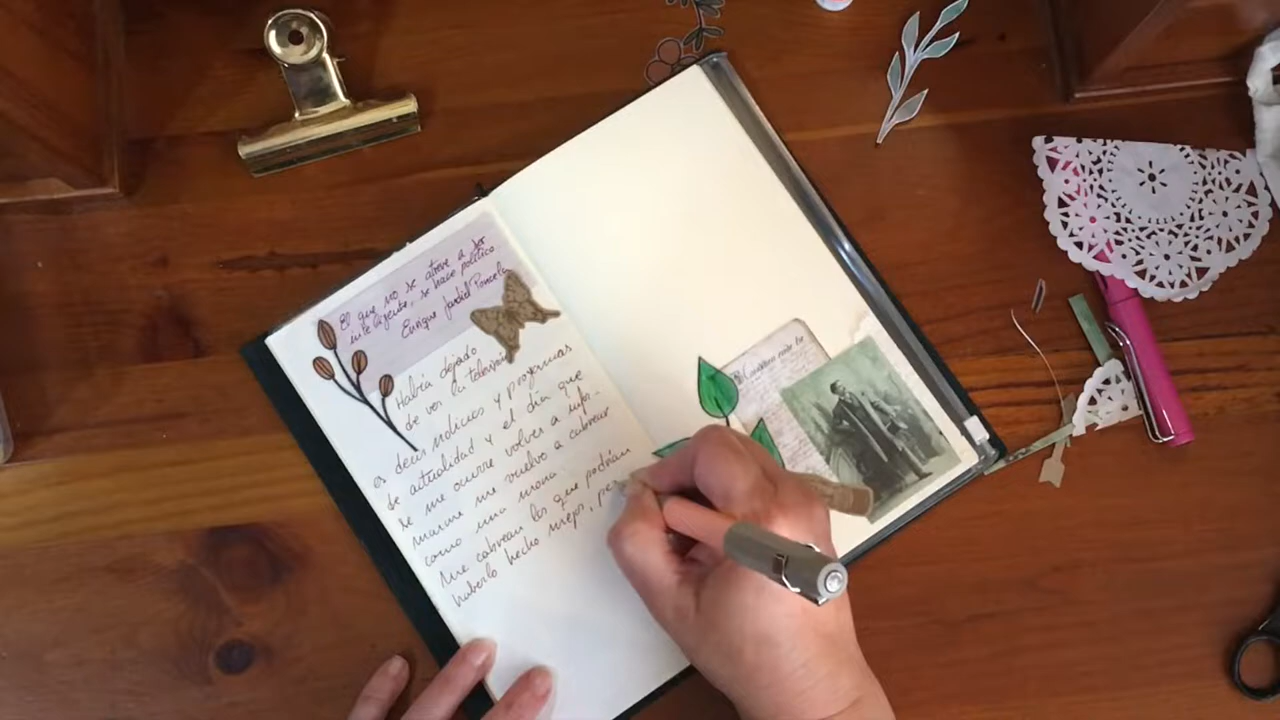 El que no se atreve a ser
inteligente, se hace político
Enrique Jardiel Poncela
Había dejado
de ver la televisión
es decir noticias y programas
de actualidad y el día que
se me ocurre volver a infor-
marme me vuelvo a cabrear
como una mona.
Me cabrean los que podrían
haberlo hecho mejor, pe